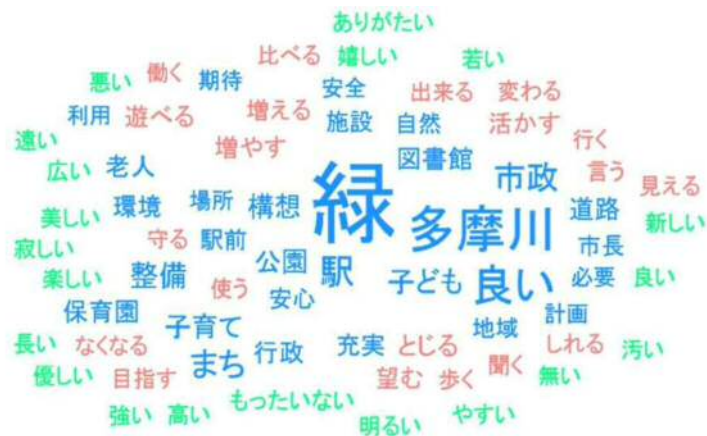 ありがたい
比べる 嬉しい 若い
悪い 働く 期待 安全 出来る 変わる
利用 遊べる 増える 施設 自然 活かす
遠い 増やす 図書館 行く
広い 老人 市政 言う 見える
美しい 環境 場所 構想 緑 多摩川 道路 新しい
寂しい 守る 駅前 市長
楽しい 整備 公園 駅 子ども 良い 必要 良い
保育園 使う 安心 計画
長い なくなる 子育て 地域 しれる 汚い
優しい 目指す まち 行政 充実 とじる 聞く 無い
望む 歩く
強い 高い もったいない 明るい やすい